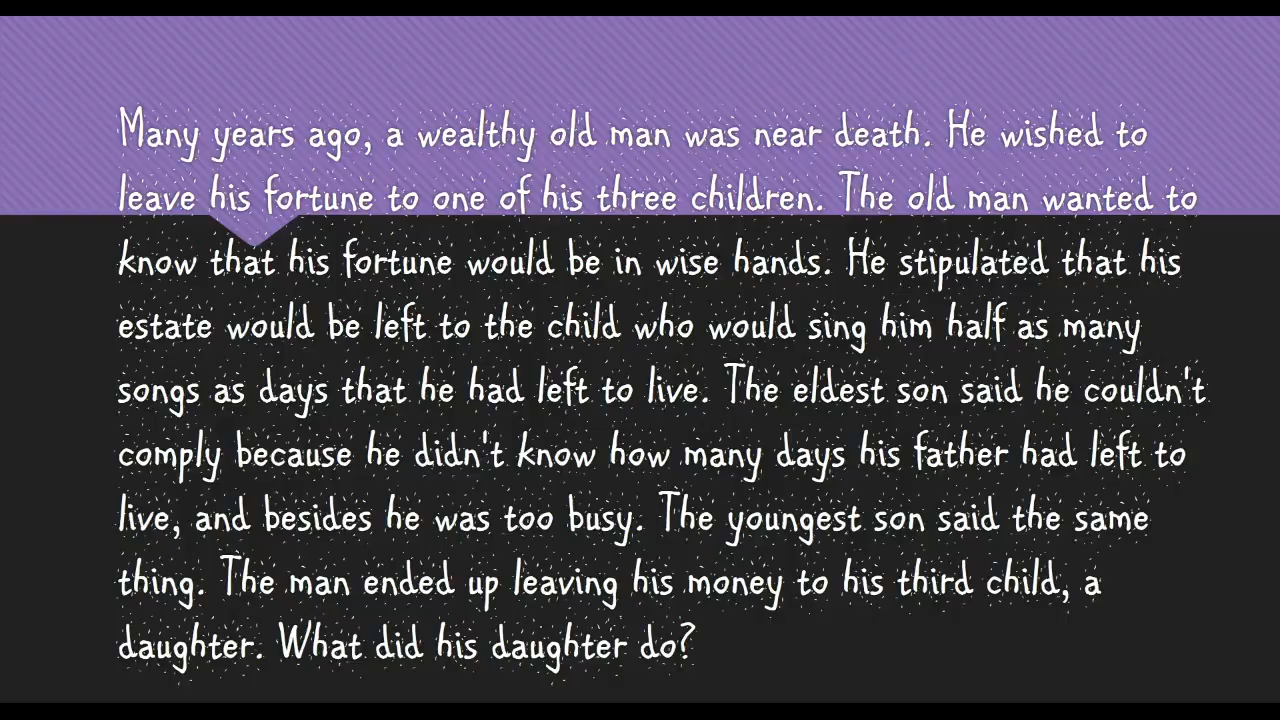 Many years ago, a wealthy old man was near death. He wished to
leave his fortune to one of his three children. The old man wanted to
know that his fortune would be in wise hands. He stipulated that his
estate would be left to the child who would sing him half as many
songs as days that he had left to live. The eldest son said he couldn't
comply because he didn't know how many days his father had left to
live, and besides he was too busy. The youngest son said the same
thing. The man ended up leaving his money to his third child, a
daughter. What did his daughter do?